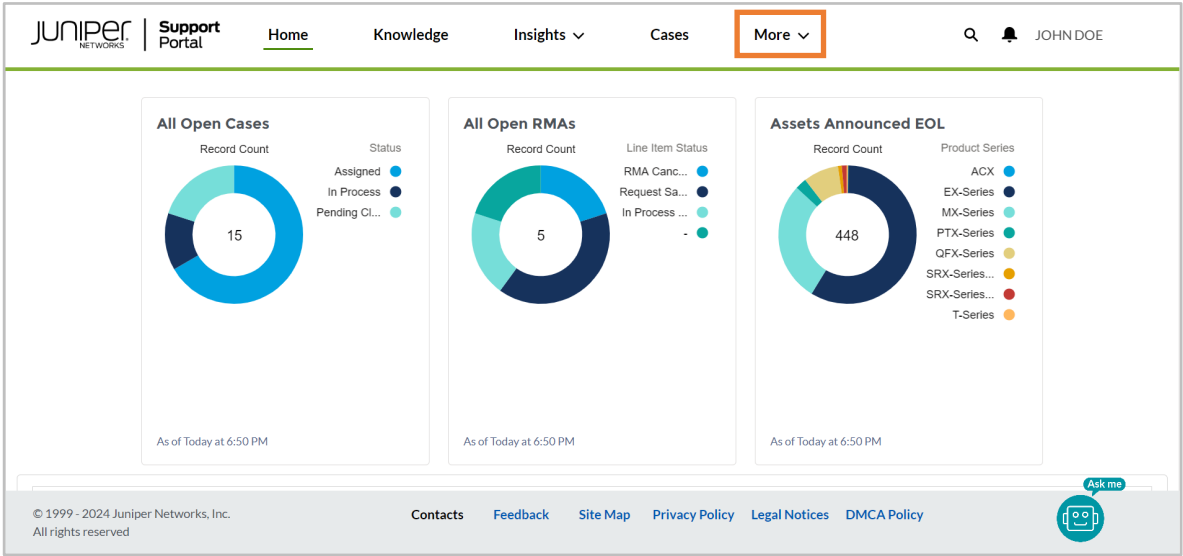 JUNIPER NETWORKS
Support Portal
Home
Knowledge
Insights
Cases
More
JOHN DOE
All Open Cases
Record Count
Status
Assigned
In Process
Pending Cl...
15
As of Today at 6:50 PM
All Open RMAs
Record Count
Line Item Status
RMA Canc...
Request Sa...
In Process ...
-
5
As of Today at 6:50 PM
Assets Announced EOL
Record Count
Product Series
ACX
EX-Series
MX-Series
PTX-Series
QFX-Series
SRX-Series...
SRX-Series...
T-Series
448
As of Today at 6:50 PM
Ask me
© 1999 - 2024 Juniper Networks, Inc.
All rights reserved
Contacts
Feedback
Site Map
Privacy Policy
Legal Notices
DMCA Policy